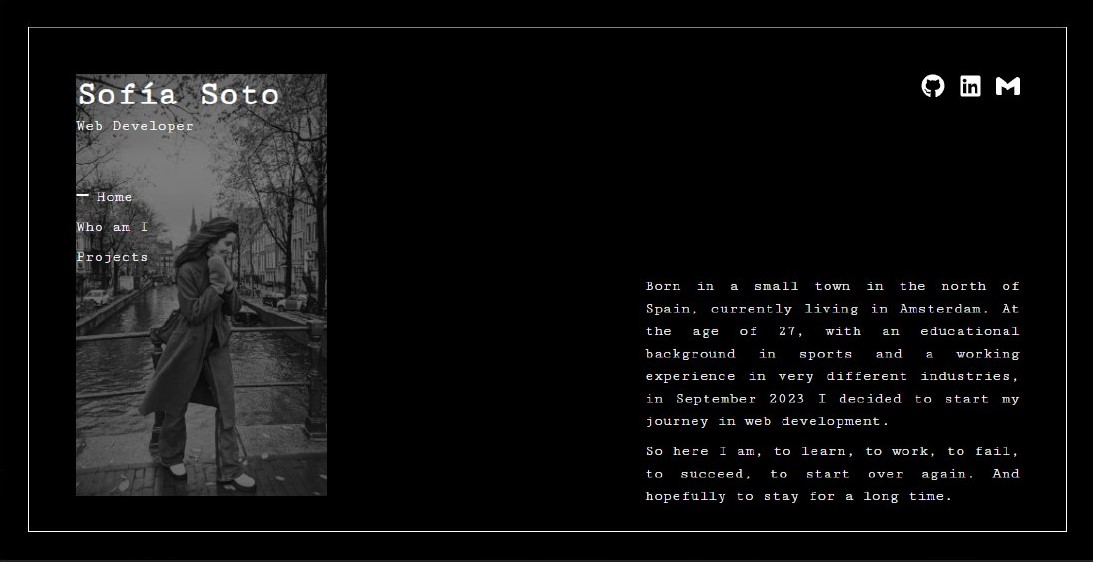 Sofía Soto
Web Developer
Home
Who am I
Projects
Born in a small town in the north of
Spain, currently living in Amsterdam. At
the age of 27, with an educational
background in sports and a working
experience in very different industries,
in September 2023 I decided to start my
journey in web development.
So here I am, to learn, to work, to fail,
to succeed, to start over again. And
hopefully to stay for a long time.